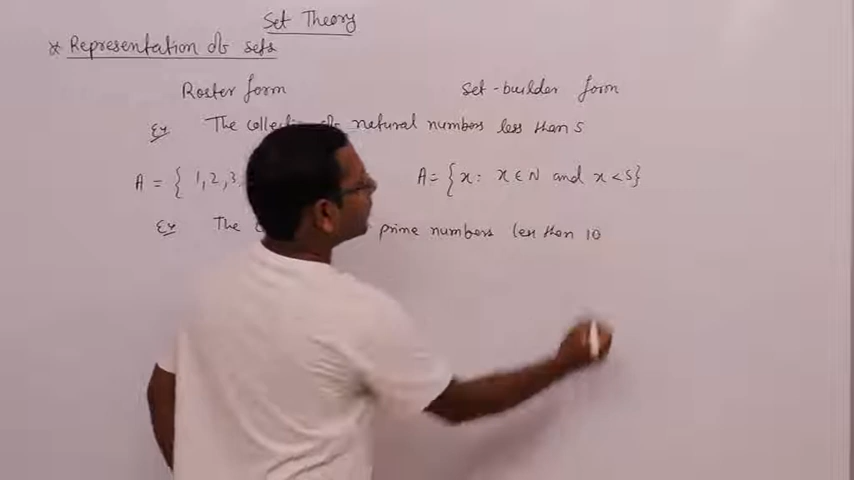 Set Theory
* Representation of sets
Roster form Set-builder form
Ex The natural numbers less than 5
A = { 1, 2, 3, A = { x : x ∈ N and x < 5 }
Ex The prime numbers less than 10